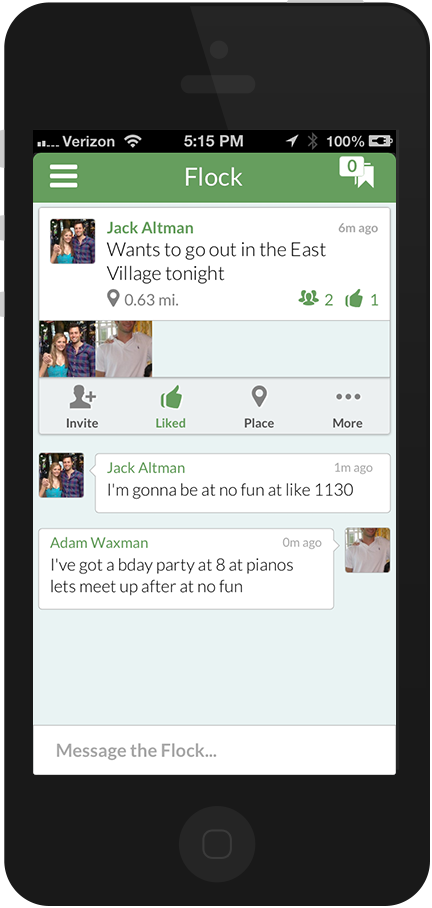 Verizon 5:15 PM 100%
Flock 0
Jack Altman 6m ago
Wants to go out in the East
Village tonight
0.63 mi. 2 1
Invite Liked Place More
Jack Altman 1m ago
I'm gonna be at no fun at like 1130
Adam Waxman 0m ago
I've got a bday party at 8 at pianos
lets meet up after at no fun
Message the Flock...